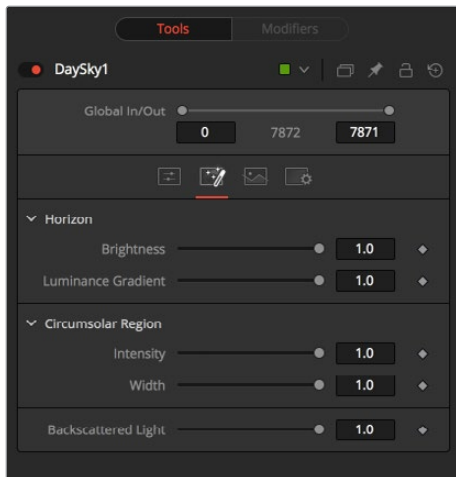 Tools Modifiers
DaySky1
Global In/Out
0 7872 7871
Horizon
Brightness 1.0
Luminance Gradient 1.0
Circumsolar Region
Intensity 1.0
Width 1.0
Backscattered Light 1.0